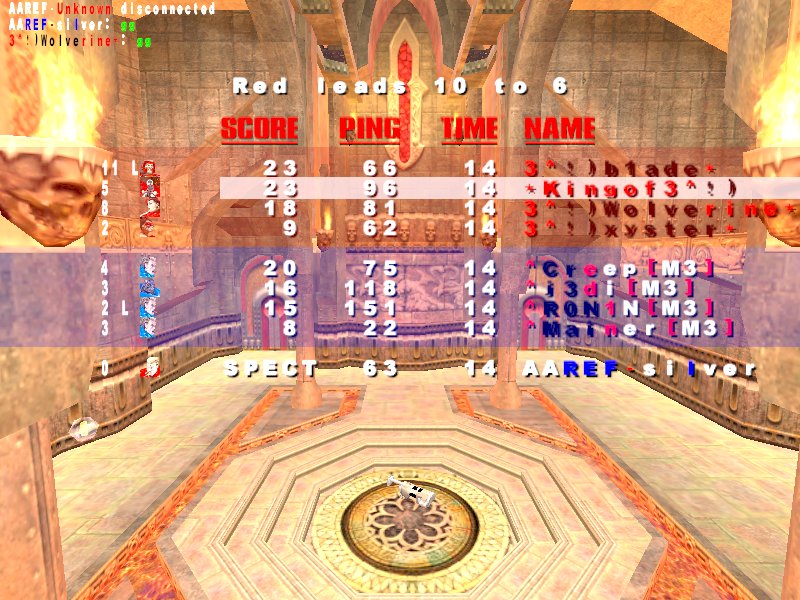 AAREF-Unknown disconnected
AAREF-silver: gg
3^!)Wolverine*: gg
Red leads 10 to 6
SCORE PING TIME NAME
11 L 23 66 14 3^!)blade*
5 23 96 14 *Kingof3^!)
8 18 81 14 3^!)Wolverine*
2 9 62 14 3^!)xyster*
4 20 75 14 ^Creep[M3]
3 16 118 14 ^i3di[M3]
2 L 15 151 14 ^R0N1N[M3]
3 8 22 14 ^Mainer[M3]
0 SPECT 63 14 AAREF-silver